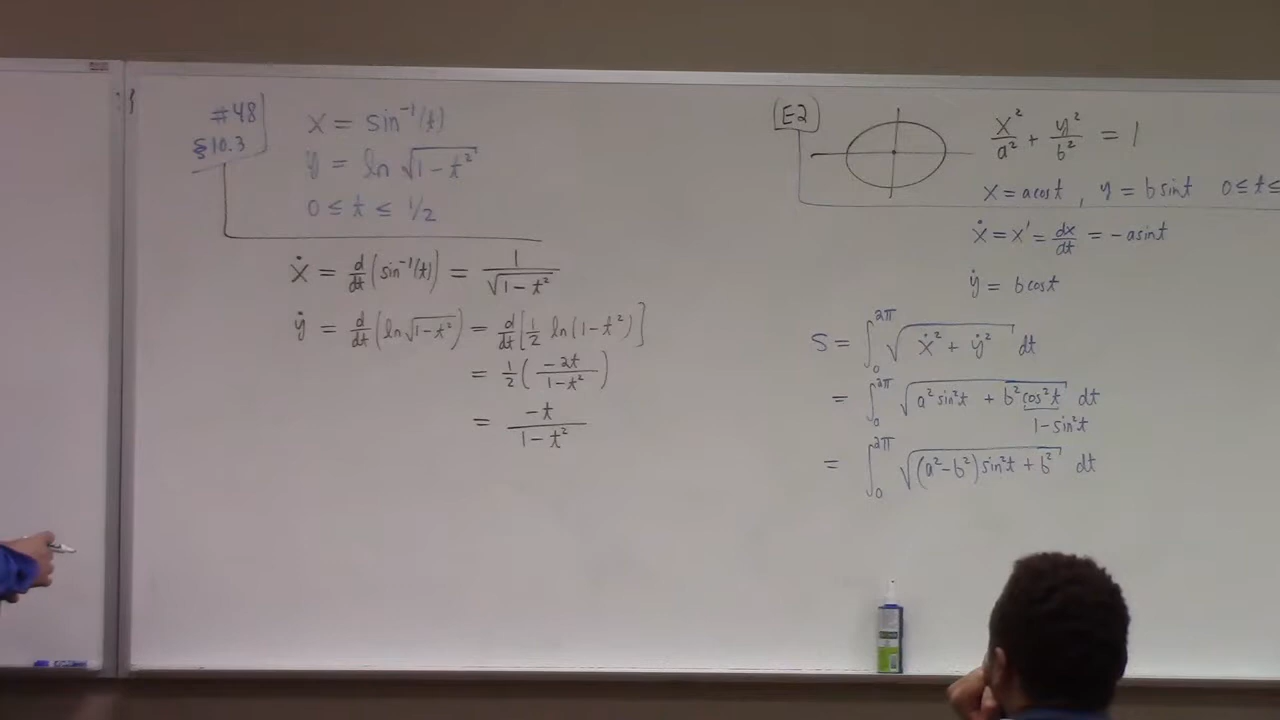 #48
§10.3
x = sin⁻¹(t)
y = ln √(1-t²)
0 ≤ t ≤ 1/2
ẋ = d/dt (sin⁻¹(t)) = 1/√(1-t²)
ẏ = d/dt (ln √(1-t²)) = d/dt [1/2 ln(1-t²)]
= 1/2 (-2t/(1-t²))
= -t/(1-t²)
E2
x²/a² + y²/b² = 1
x = a cos t , y = b sin t 0 ≤ t ≤
ẋ = x' = dx/dt = -a sin t
ẏ = b cos t
S = ∫₀^2π √(ẋ² + ẏ²) dt
= ∫₀^2π √(a² sin²t + b² cos²t) dt
1 - sin²t
= ∫₀^2π √((a²-b²) sin²t + b²) dt